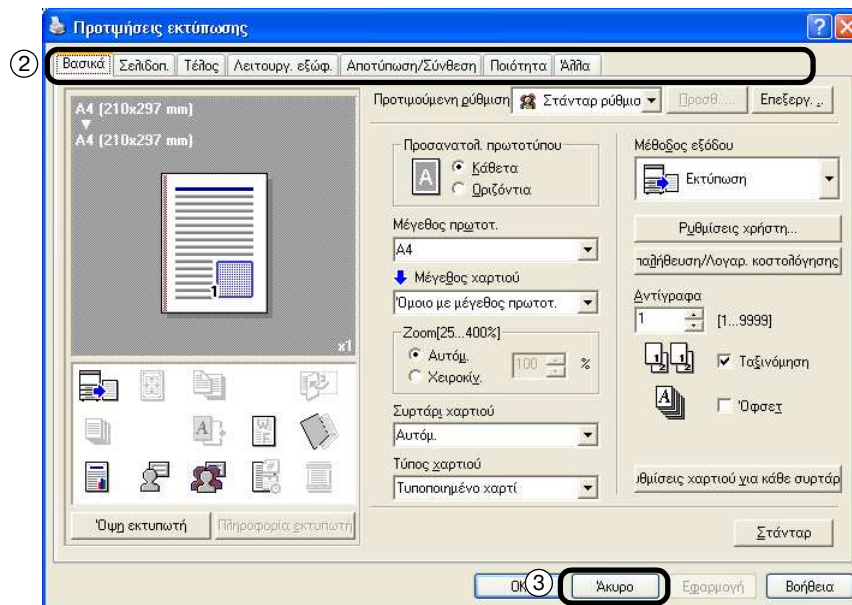 Προτιμήσεις εκτύπωσης
②
Βασικά Σελιδοπ. Τέλος Λειτουργ. εξώφ. Αποτύπωση/Σύνθεση Ποιότητα Άλλα
A4 (210x297 mm)
A4 (210x297 mm)
1
x1
Όψη εκτυπωτή Πληροφορία εκτυπωτή
Προτιμούμενη ρύθμιση Στάνταρ ρύθμισ Προσθ.... Επεξεργ. ..
Προσανατολ. πρωτοτύπου
A
Κάθετα
Οριζόντια
Μέγεθος πρωτοτ.
A4
Μέγεθος χαρτιού
Όμοιο με μέγεθος πρωτοτ.
Zoom[25...400%]
Αυτόμ.
Χειροκίν.
100 %
Συρτάρι χαρτιού
Αυτόμ.
Τύπος χαρτιού
Τυποποιημένο χαρτί
Μέθοδος εξόδου
Εκτύπωση
Ρυθμίσεις χρήστη...
παλήθευση/Λογαρ. κοστολόγησης
Αντίγραφα
1 [1...9999]
Ταξινόμηση
Όφσετ
υθμίσεις χαρτιού για κάθε συρτάρ
Στάνταρ
OK ③ Άκυρο Εφαρμογή Βοήθεια